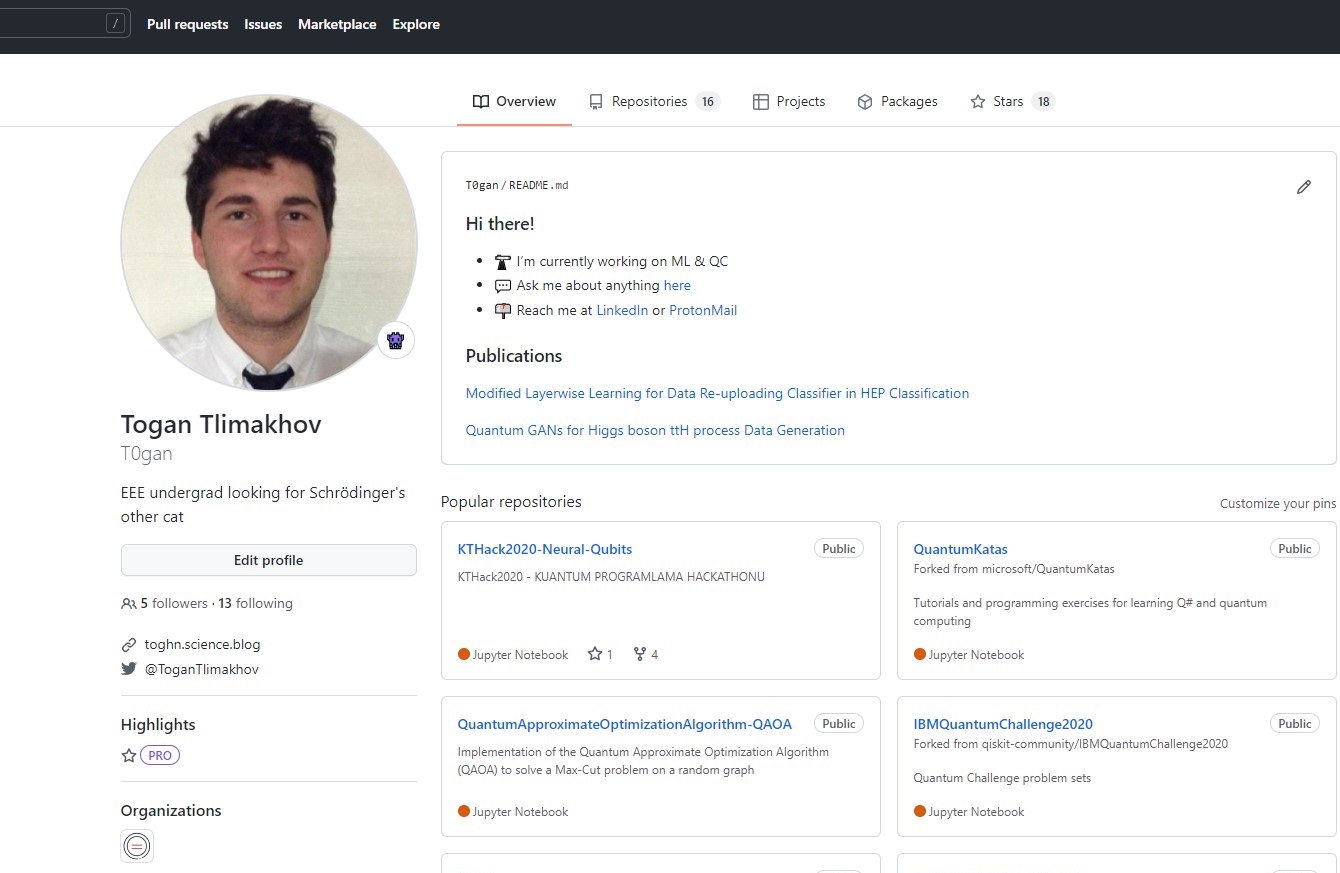 /
Pull requests Issues Marketplace Explore
Overview Repositories 16 Projects Packages Stars 18
T0gan / README.md
Hi there!
I'm currently working on ML & QC
Ask me about anything here
Reach me at LinkedIn or ProtonMail
Publications
Modified Layerwise Learning for Data Re-uploading Classifier in HEP Classification
Quantum GANs for Higgs boson ttH process Data Generation
Togan Tlimakhov
T0gan
EEE undergrad looking for Schrödinger's
other cat
Edit profile
5 followers · 13 following
toghn.science.blog
@ToganTlimakhov
Highlights
PRO
Organizations
Popular repositories
Customize your pins
KTHack2020-Neural-Qubits Public
KTHack2020 - KUANTUM PROGRAMLAMA HACKATHONU
Jupyter Notebook 1 4
QuantumKatas Public
Forked from microsoft/QuantumKatas
Tutorials and programming exercises for learning Q# and quantum
computing
Jupyter Notebook
QuantumApproximateOptimizationAlgorithm-QAOA Public
Implementation of the Quantum Approximate Optimization Algorithm
(QAOA) to solve a Max-Cut problem on a random graph
Jupyter Notebook
IBMQuantumChallenge2020 Public
Forked from qiskit-community/IBMQuantumChallenge2020
Quantum Challenge problem sets
Jupyter Notebook